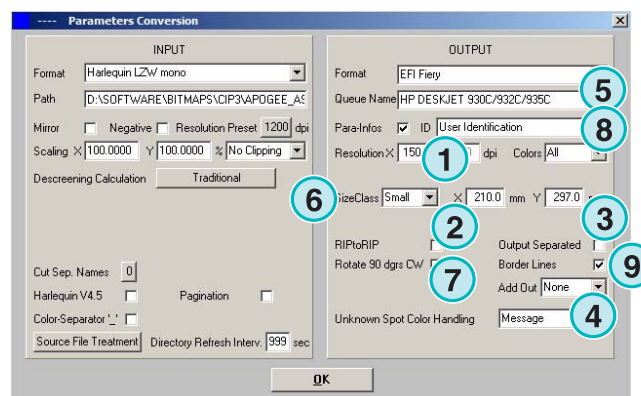 ---- Parameters Conversion
INPUT
Format Harlequin LZW mono
Path D:\SOFTWARE\BITMAPS\CIP3\APOGEE_AS
Mirror Negative Resolution Preset 1200 dpi
Scaling X 100.0000 Y 100.0000 % No Clipping
Descreening Calculation Traditional
Cut Sep. Names 0
Harlequin V4.5 Pagination
Color-Separator '_'
Source File Treatment Directory Refresh Interv. 999 sec
OUTPUT
Format EFI Fiery
Queue Name HP DESKJET 930C/932C/935C 5
Para-Infos ID User Identification 8
Resolution X 150 1 dpi Colors All
6 SizeClass Small X 210.0 mm Y 297.0
2 3
RIPtoRIP Output Separated
Rotate 90 dgrs CW 7 Border Lines 9
Add Out None
Unknown Spot Color Handling Message 4
OK